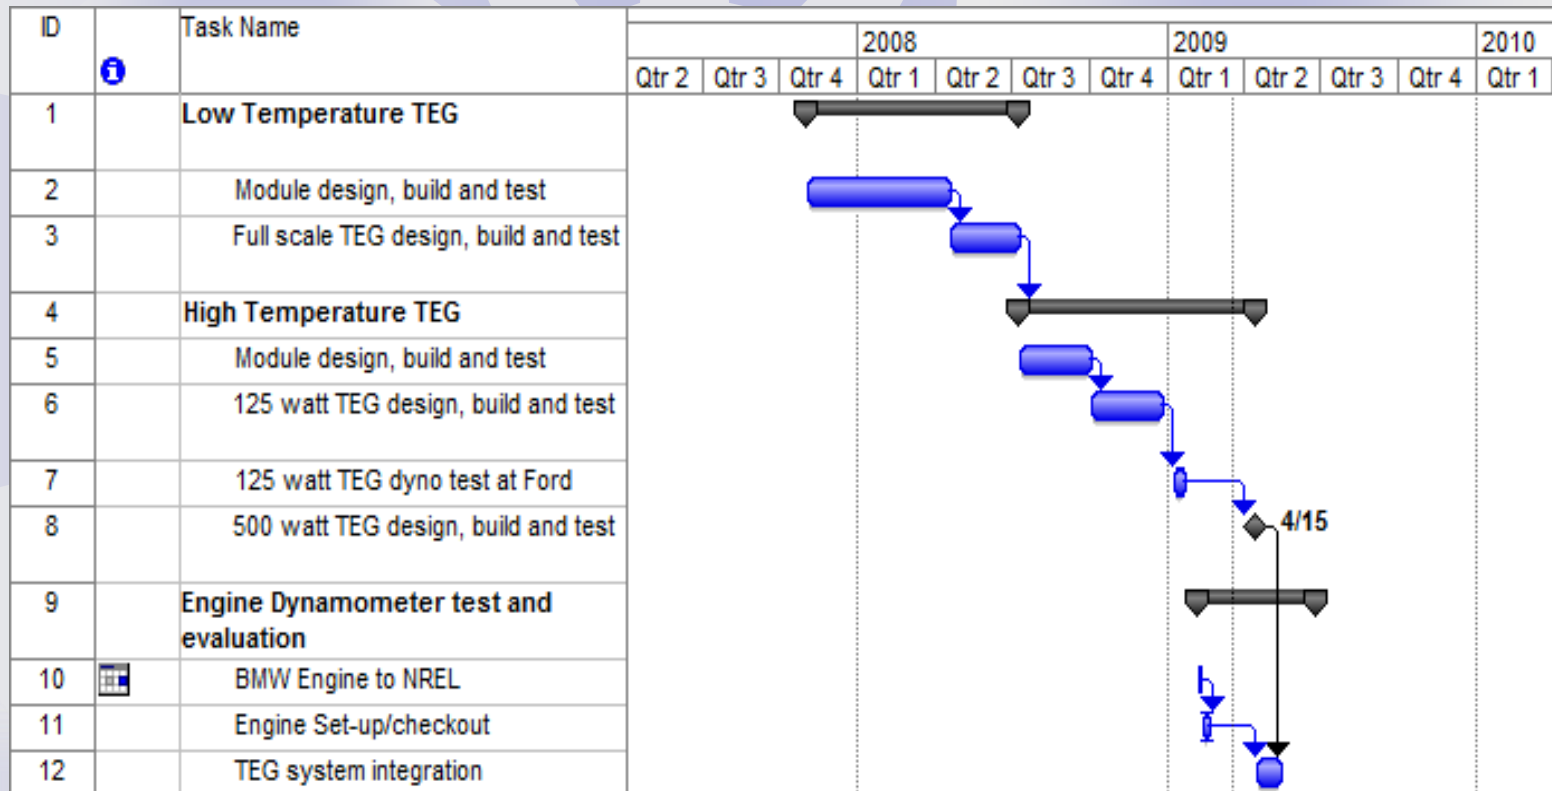 ID Task Name
2008 2009 2010
Qtr 2 Qtr 3 Qtr 4 Qtr 1 Qtr 2 Qtr 3 Qtr 4 Qtr 1 Qtr 2 Qtr 3 Qtr 4 Qtr 1
1 Low Temperature TEG
2 Module design, build and test
3 Full scale TEG design, build and test
4 High Temperature TEG
5 Module design, build and test
6 125 watt TEG design, build and test
7 125 watt TEG dyno test at Ford
8 500 watt TEG design, build and test 4/15
9 Engine Dynamometer test and
evaluation
10 BMW Engine to NREL
11 Engine Set-up/checkout
12 TEG system integration